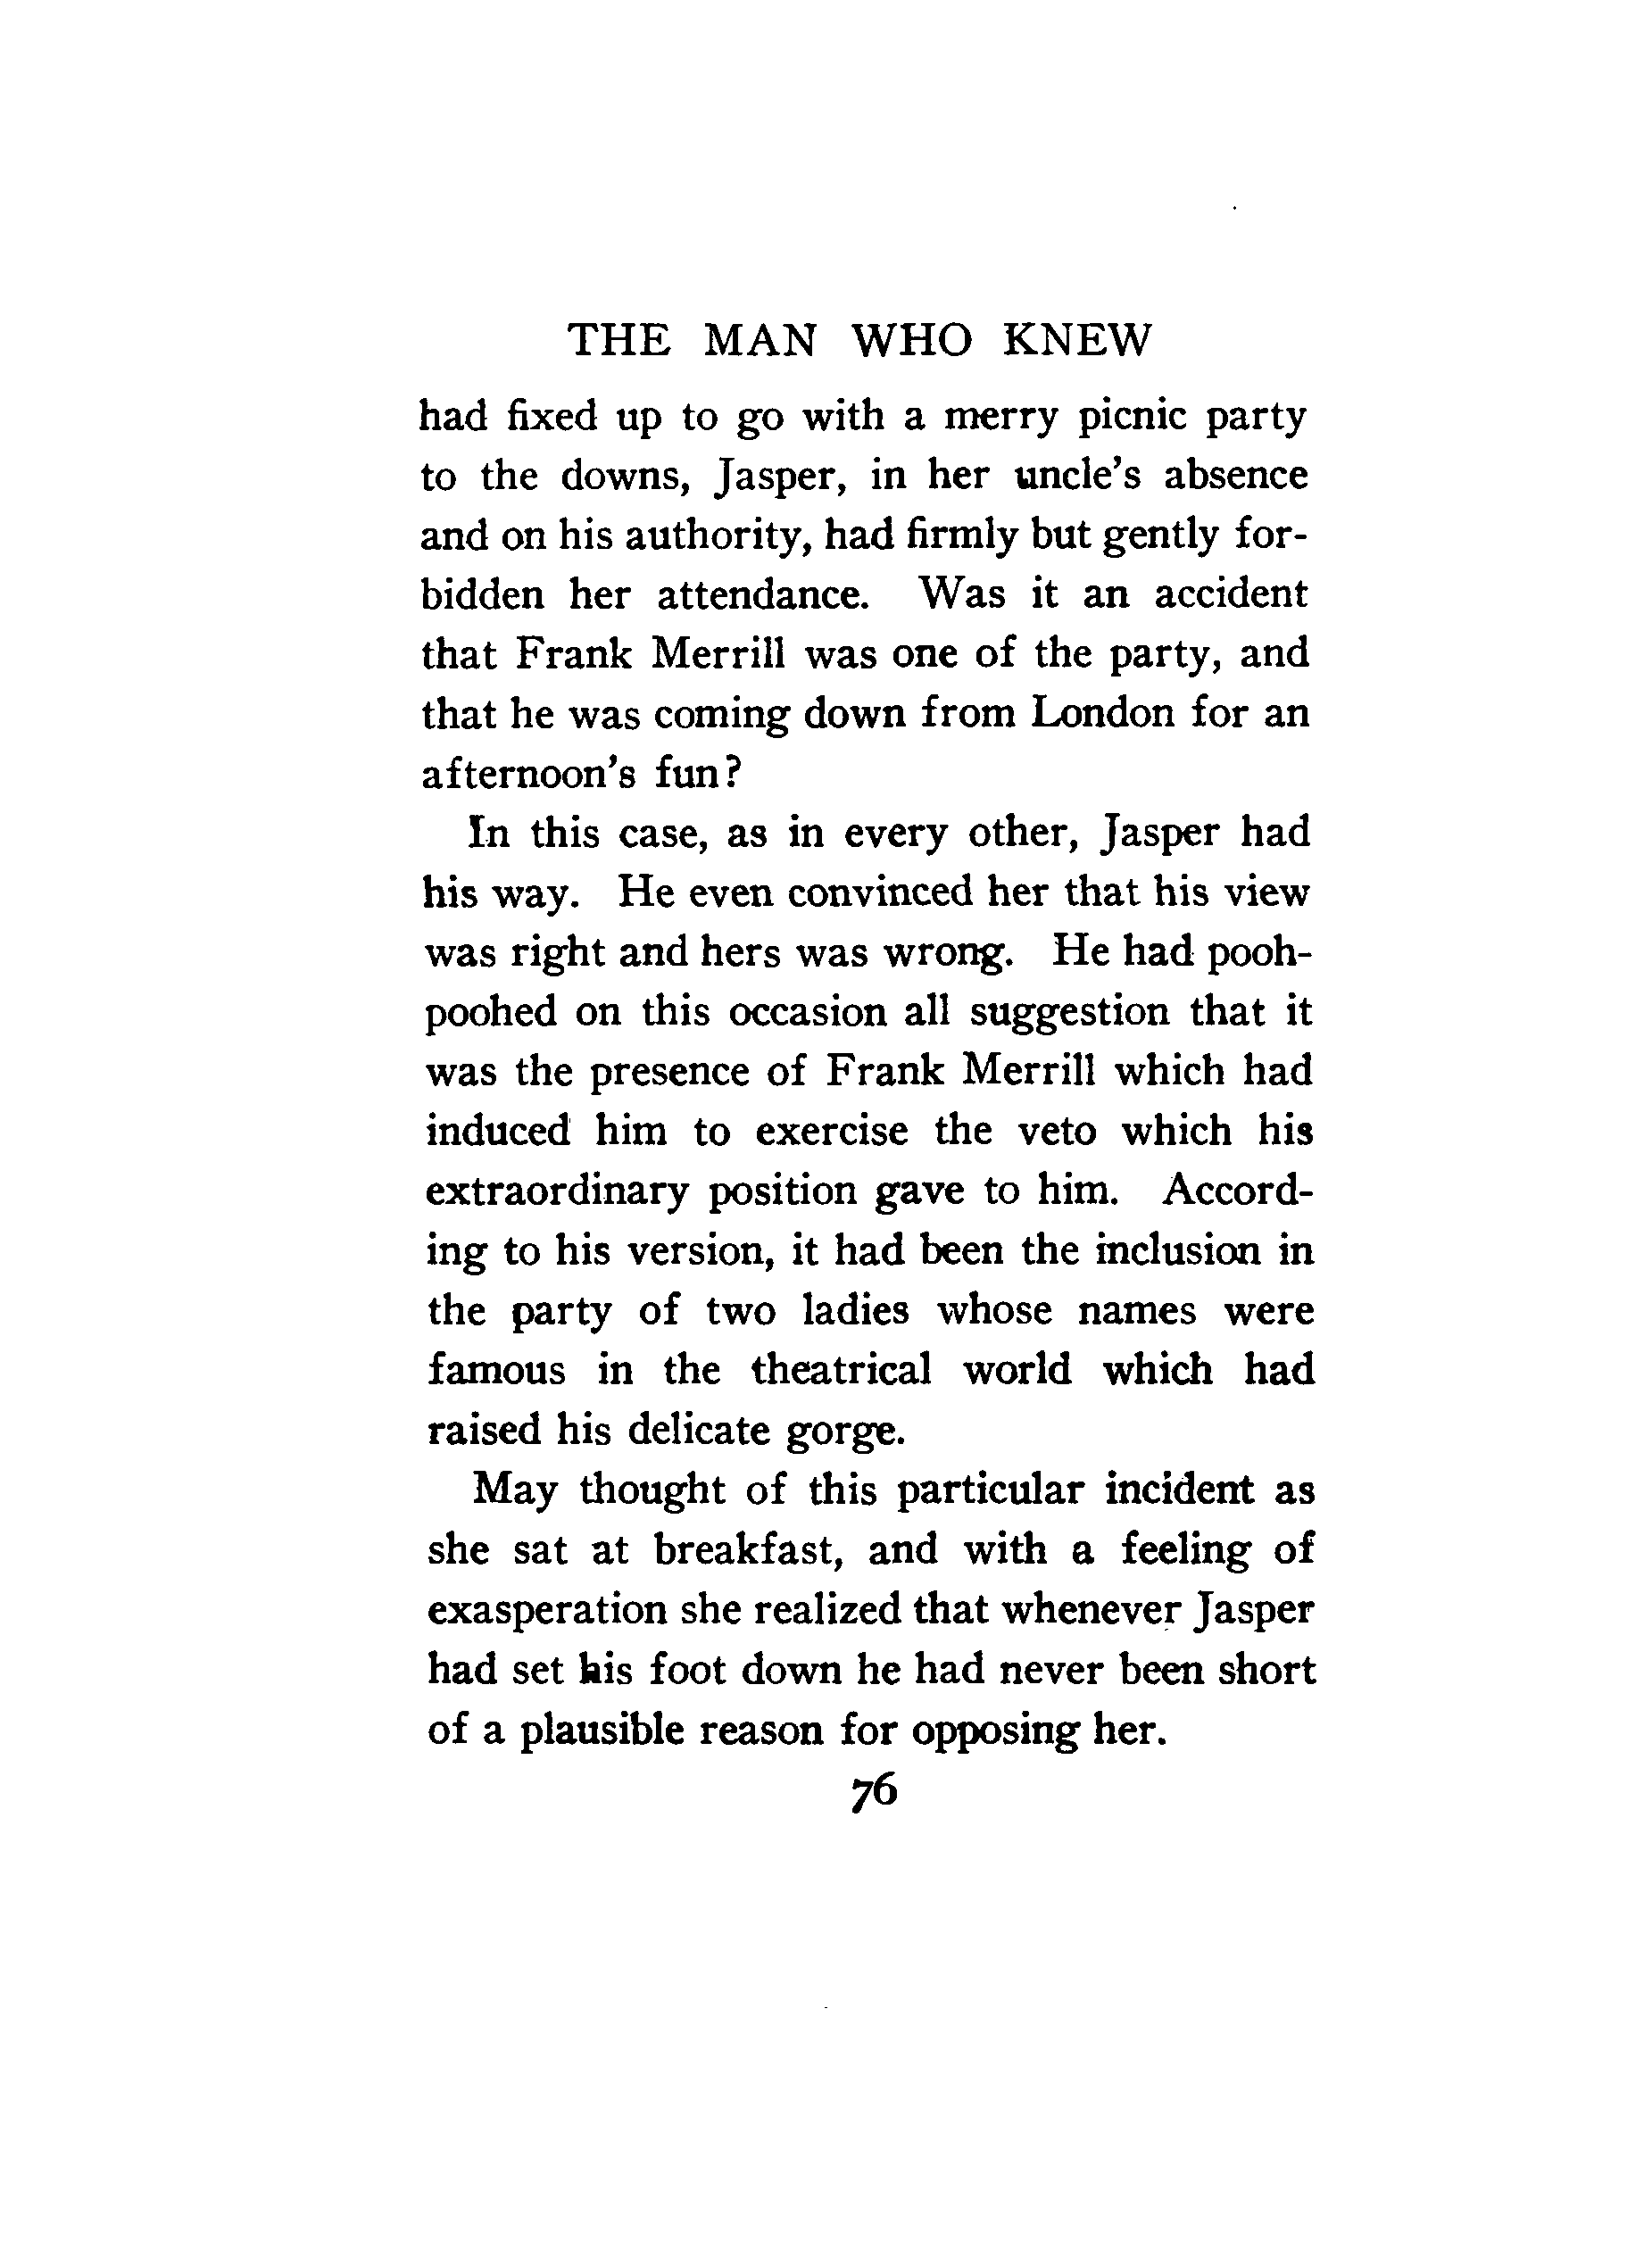 THE MAN WHO KNEW
had fixed up to go with a merry picnic party
to the downs, Jasper, in her uncle's absence
and on his authority, had firmly but gently for-
bidden her attendance. Was it an accident
that Frank Merrill was one of the party, and
that he was coming down from London for an
afternoon's fun?
In this case, as in every other, Jasper had
his way. He even convinced her that his view
was right and hers was wrong. He had pooh-
poohed on this occasion all suggestion that it
was the presence of Frank Merrill which had
induced him to exercise the veto which his
extraordinary position gave to him. Accord-
ing to his version, it had been the inclusion in
the party of two ladies whose names were
famous in the theatrical world which had
raised his delicate gorge.
May thought of this particular incident as
she sat at breakfast, and with a feeling of
exasperation she realized that whenever Jasper
had set his foot down he had never been short
of a plausible reason for opposing her.
76